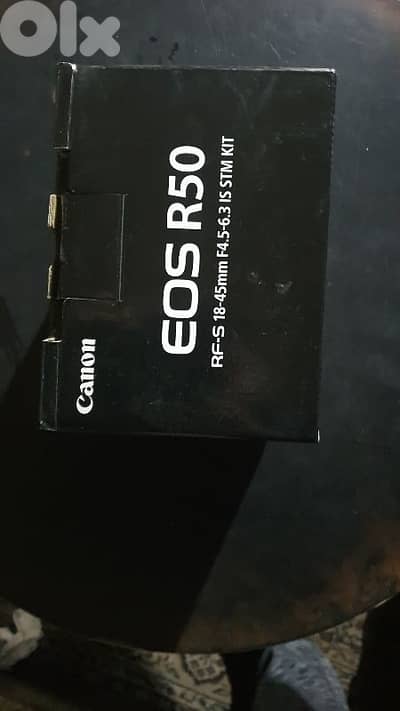 OLX
Canon
EOS R50
RF-S 18-45mm F4.5-6.3 IS STM KIT